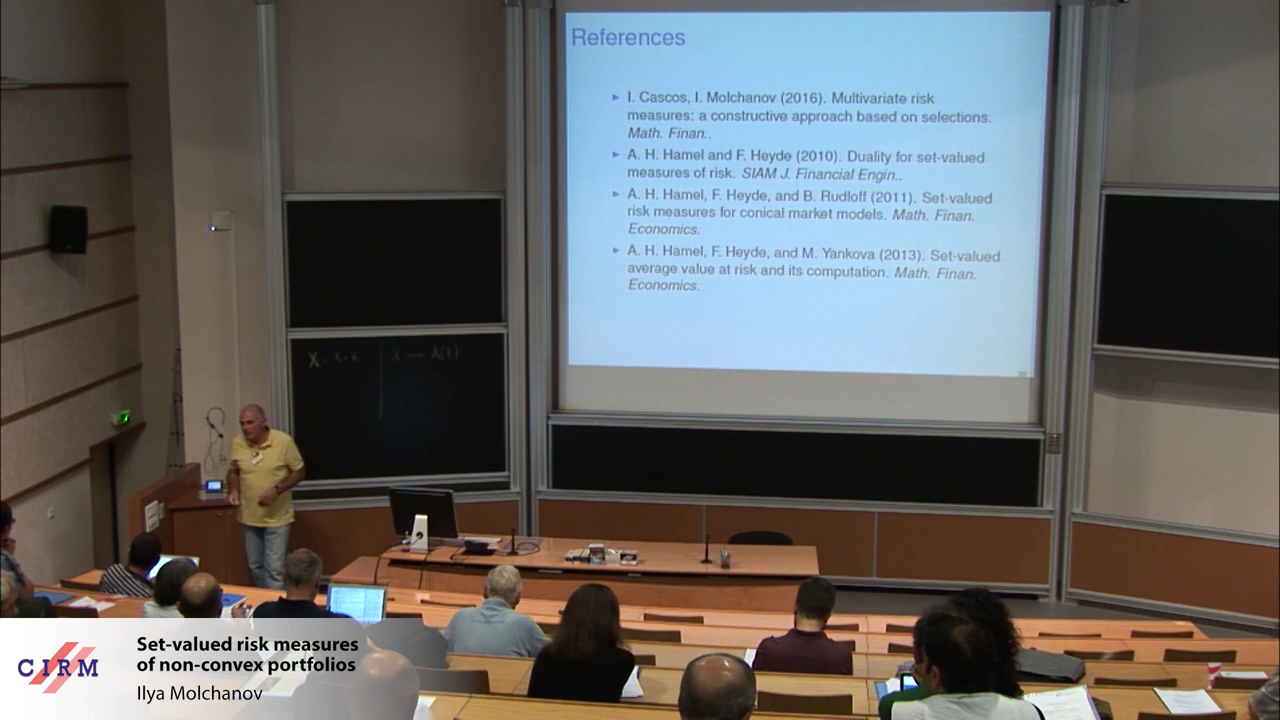 References
I. Cascos, I. Molchanov (2016). Multivariate risk
measures: a constructive approach based on selections.
Math. Finan..
A. H. Hamel and F. Heyde (2010). Duality for set-valued
measures of risk. SIAM J. Financial Engin..
A. H. Hamel, F. Heyde, and B. Rudloff (2011). Set-valued
risk measures for conical market models. Math. Finan.
Economics.
A. H. Hamel, F. Heyde, and M. Yankova (2013). Set-valued
average value at risk and its computation. Math. Finan.
Economics.
CIRM
Set-valued risk measures
of non-convex portfolios
Ilya Molchanov